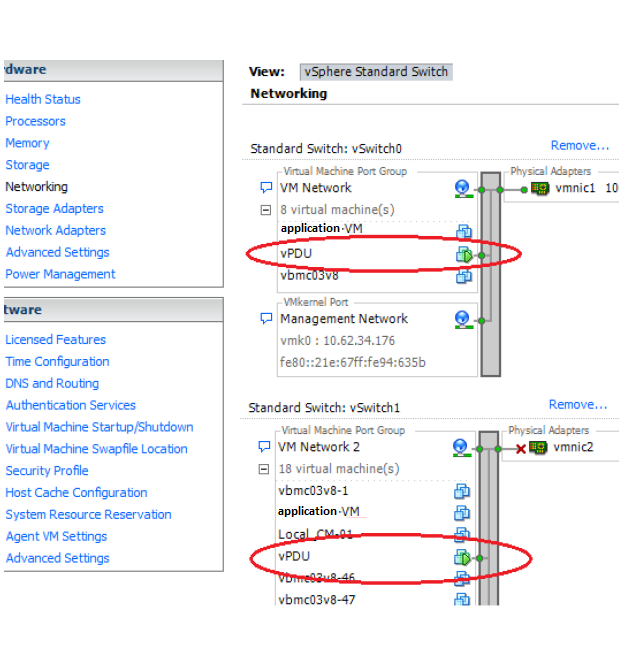 dware
Health Status
Processors
Memory
Storage
Networking
Storage Adapters
Network Adapters
Advanced Settings
Power Management
tware
Licensed Features
Time Configuration
DNS and Routing
Authentication Services
Virtual Machine Startup/Shutdown
Virtual Machine Swapfile Location
Security Profile
Host Cache Configuration
System Resource Reservation
Agent VM Settings
Advanced Settings
View: vSphere Standard Switch
Networking
Standard Switch: vSwitch0 Remove...
Virtual Machine Port Group Physical Adapters
VM Network vmnic1 10
8 virtual machine(s)
application-VM
vPDU
vbmc03v8
VMkernel Port
Management Network
vmk0 : 10.62.34.176
fe80::21e:67ff:fe94:635b
Standard Switch: vSwitch1 Remove...
Virtual Machine Port Group Physical Adapters
VM Network 2 vmnic2
18 virtual machine(s)
vbmc03v8-1
application-VM
Local_CM-01
vPDU
vbmc03v8-46
vbmc03v8-47